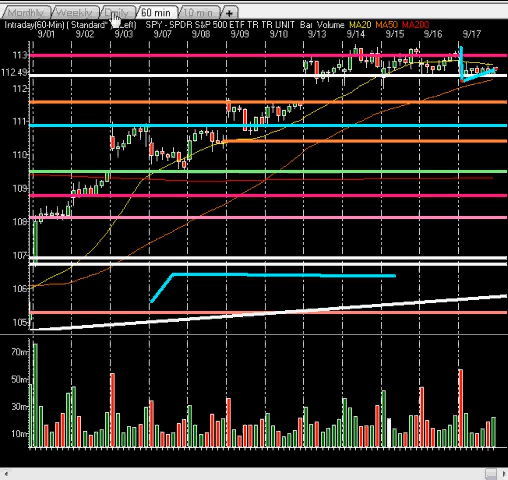 Monthly Weekly Daily 60 min 10 min +
Intraday(60-Min) [ Standard Left) SPY - SPDR S&P 500 ETF TR TR UNIT Bar Volume MA20 MA50 MA200
9/01 9/02 9/03 9/07 9/08 9/09 9/10 9/13 9/14 9/15 9/16 9/17
113
112.49
112
111
110
109
108
107
106
105
70m
50m
30m
10m